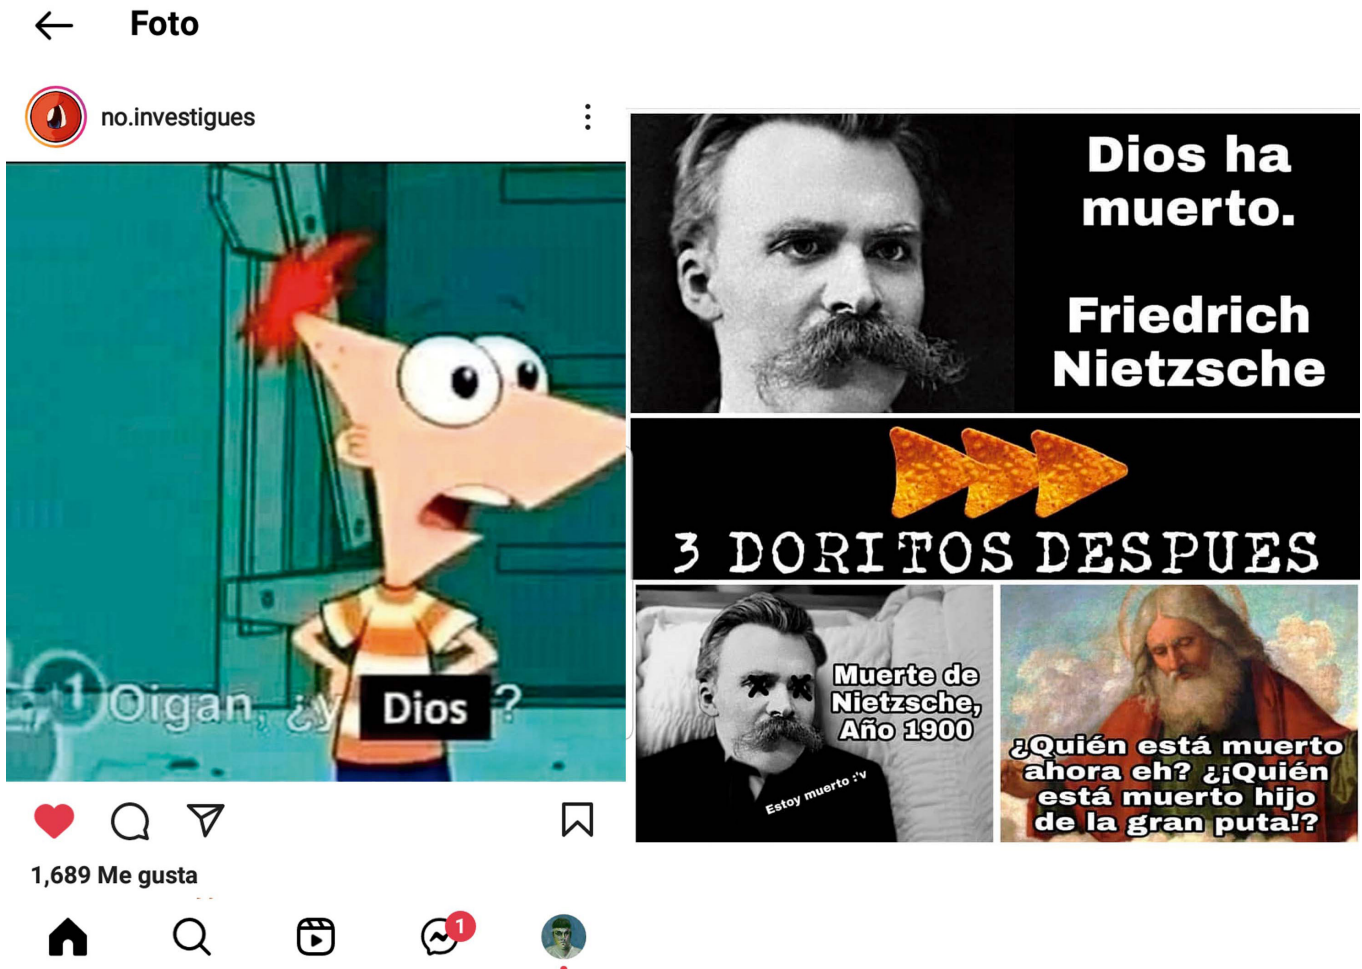 Foto
no.investigues
Oigan, ¿y Dios ?
1,689 Me gusta
1
Dios ha
muerto.
Friedrich
Nietzsche
3 DORITOS DESPUES
Muerte de
Nietzsche,
Año 1900
Estoy muerto :'v
¿Quién está muerto
ahora eh? ¿¡Quién
está muerto hijo
de la gran puta!?